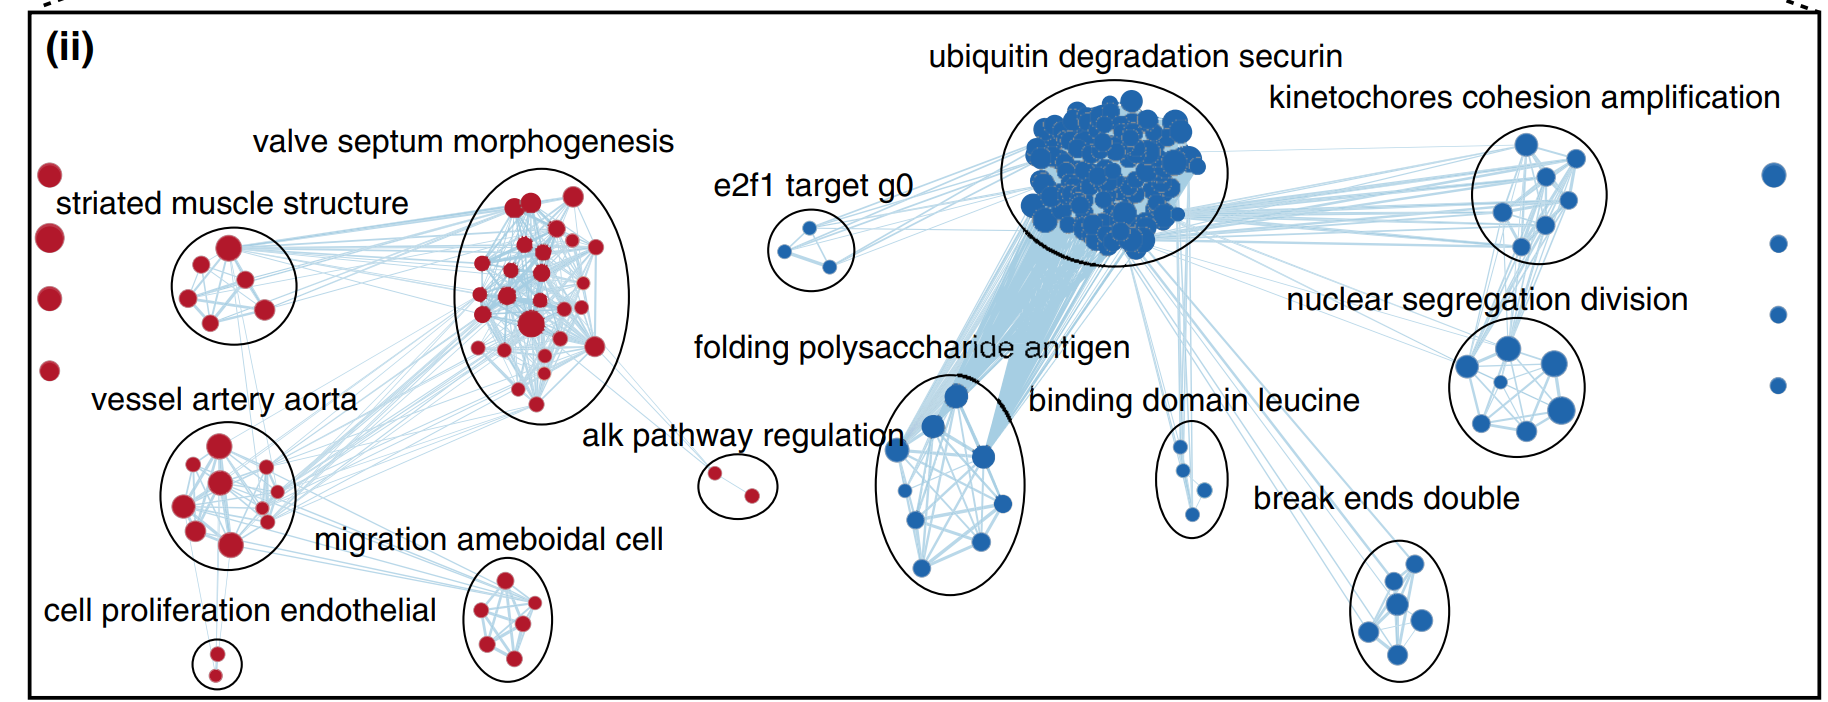 (ii)
ubiquitin degradation securin
kinetochores cohesion amplification
valve septum morphogenesis
e2f1 target g0
striated muscle structure
nuclear segregation division
folding polysaccharide antigen
vessel artery aorta
binding domain leucine
alk pathway regulation
break ends double
migration ameboidal cell
cell proliferation endothelial